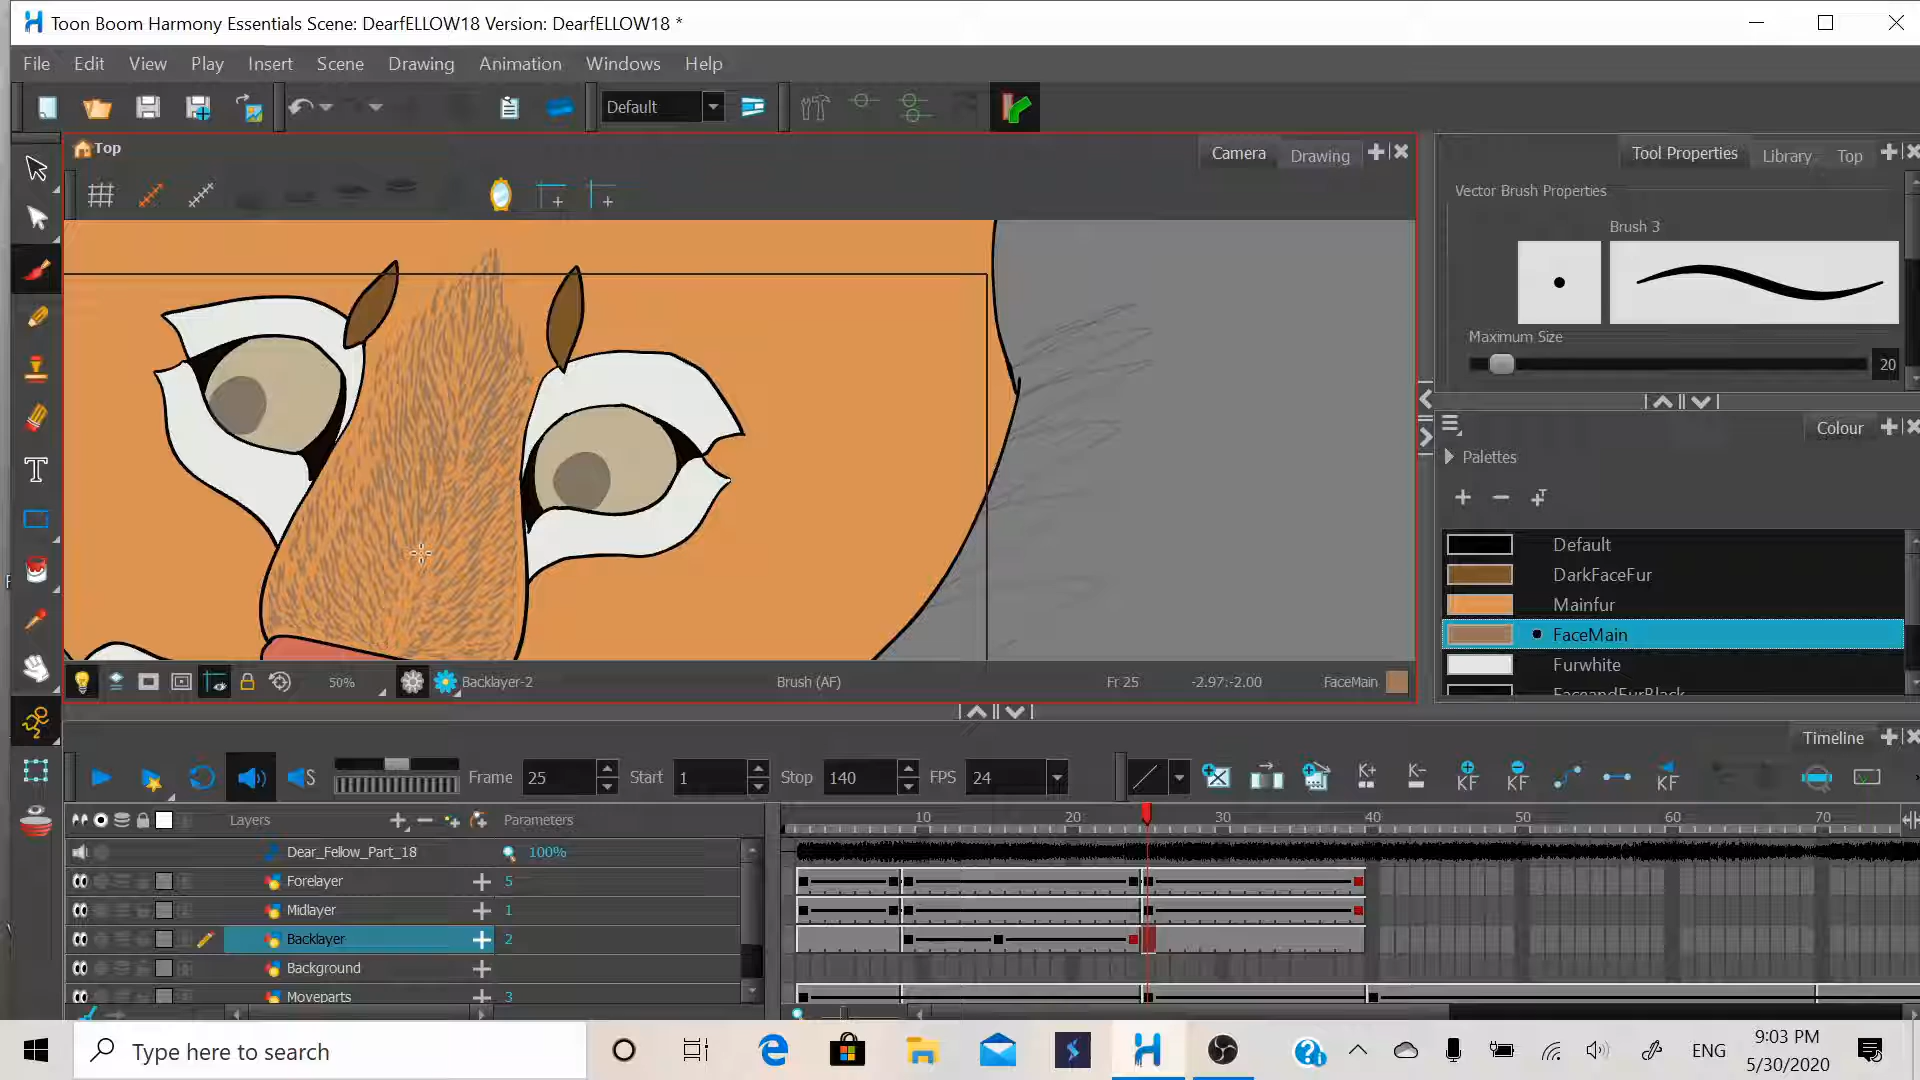 Toon Boom Harmony Essentials Scene: DearfELLOW18 Version: DearfELLOW18 *
File Edit View Play Insert Scene Drawing Animation Windows Help
Default
Top
Camera Drawing
Tool Properties Library Top
Vector Brush Properties
Brush 3
Maximum Size
20
Colour
Palettes
Default
DarkFaceFur
Mainfur
FaceMain
Furwhite
FaceandFurBlack
50% Backlayer-2 Brush (AF) Fr 25 -2.97:-2.00 FaceMain
Timeline
S Frame 25 Start 1 Stop 140 FPS 24 K+ K- KF KF KF
Layers Parameters 10 20 30 40 50 60 70
Dear_Fellow_Part_18 100%
Forelayer 5
Midlayer 1
Backlayer 2
Background
Moveparts 3
Type here to search
ENG
9:03 PM
5/30/2020